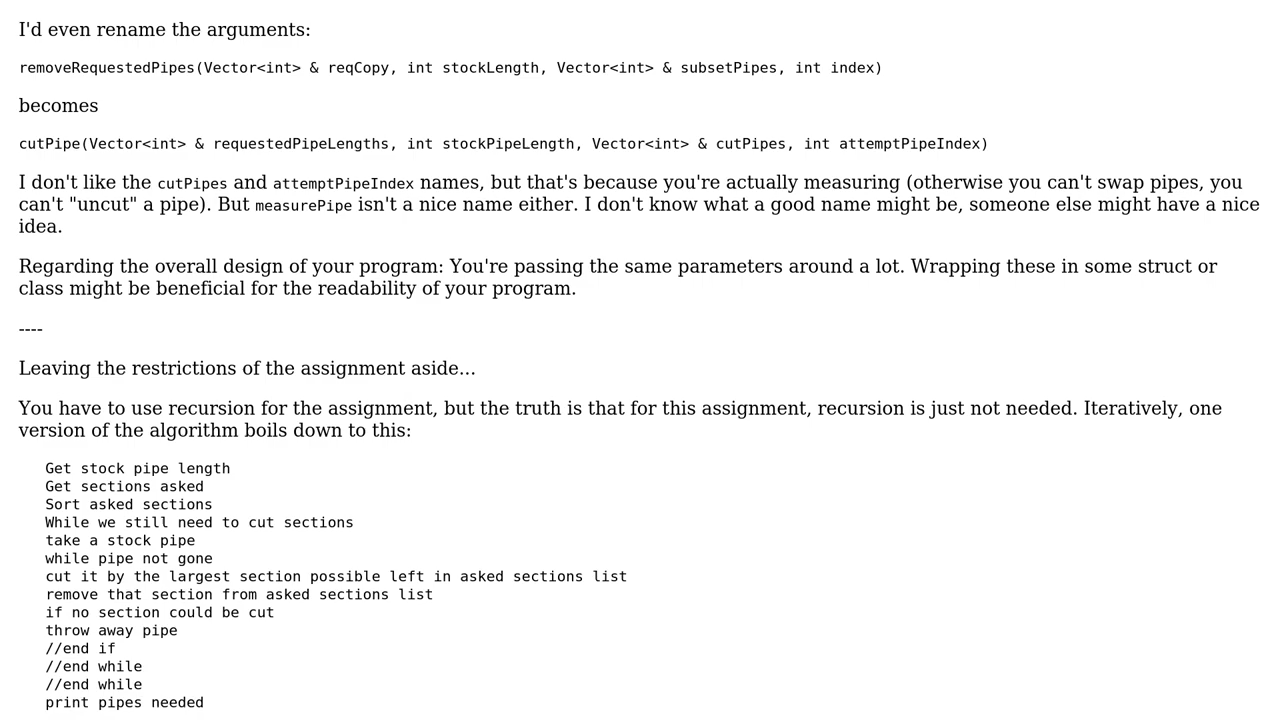 I'd even rename the arguments:
removeRequestedPipes(Vector<int> & reqCopy, int stockLength, Vector<int> & subsetPipes, int index)
becomes
cutPipe(Vector<int> & requestedPipeLengths, int stockPipeLength, Vector<int> & cutPipes, int attemptPipeIndex)
I don't like the cutPipes and attemptPipeIndex names, but that's because you're actually measuring (otherwise you can't swap pipes, you
can't "uncut" a pipe). But measurePipe isn't a nice name either. I don't know what a good name might be, someone else might have a nice
idea.
Regarding the overall design of your program: You're passing the same parameters around a lot. Wrapping these in some struct or
class might be beneficial for the readability of your program.
----
Leaving the restrictions of the assignment aside...
You have to use recursion for the assignment, but the truth is that for this assignment, recursion is just not needed. Iteratively, one
version of the algorithm boils down to this:
Get stock pipe length
Get sections asked
Sort asked sections
While we still need to cut sections
take a stock pipe
while pipe not gone
cut it by the largest section possible left in asked sections list
remove that section from asked sections list
if no section could be cut
throw away pipe
//end if
//end while
//end while
print pipes needed